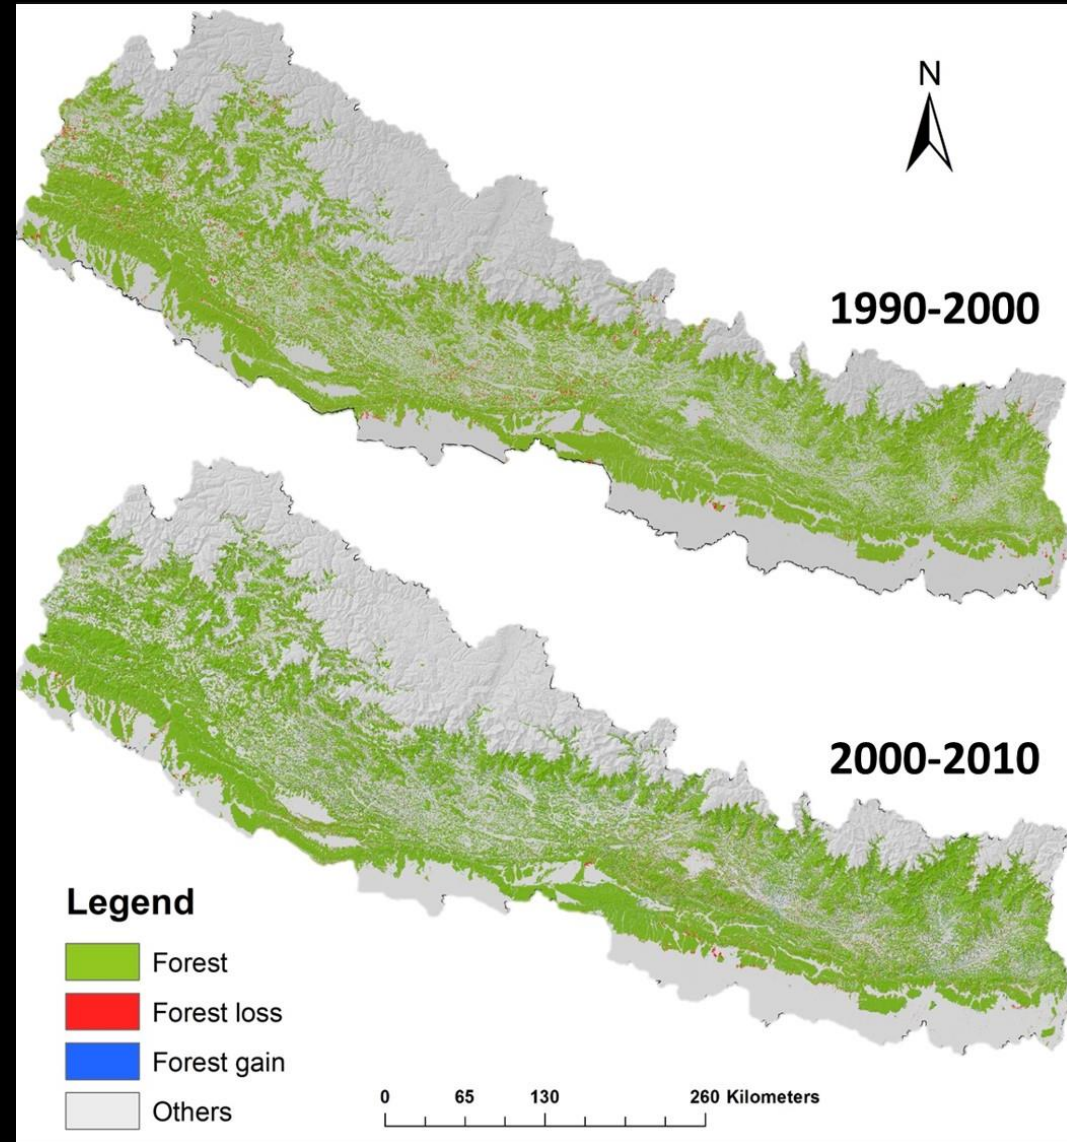 N
1990-2000
2000-2010
Legend
Forest
Forest loss
Forest gain
Others
0 65 130 260 Kilometers